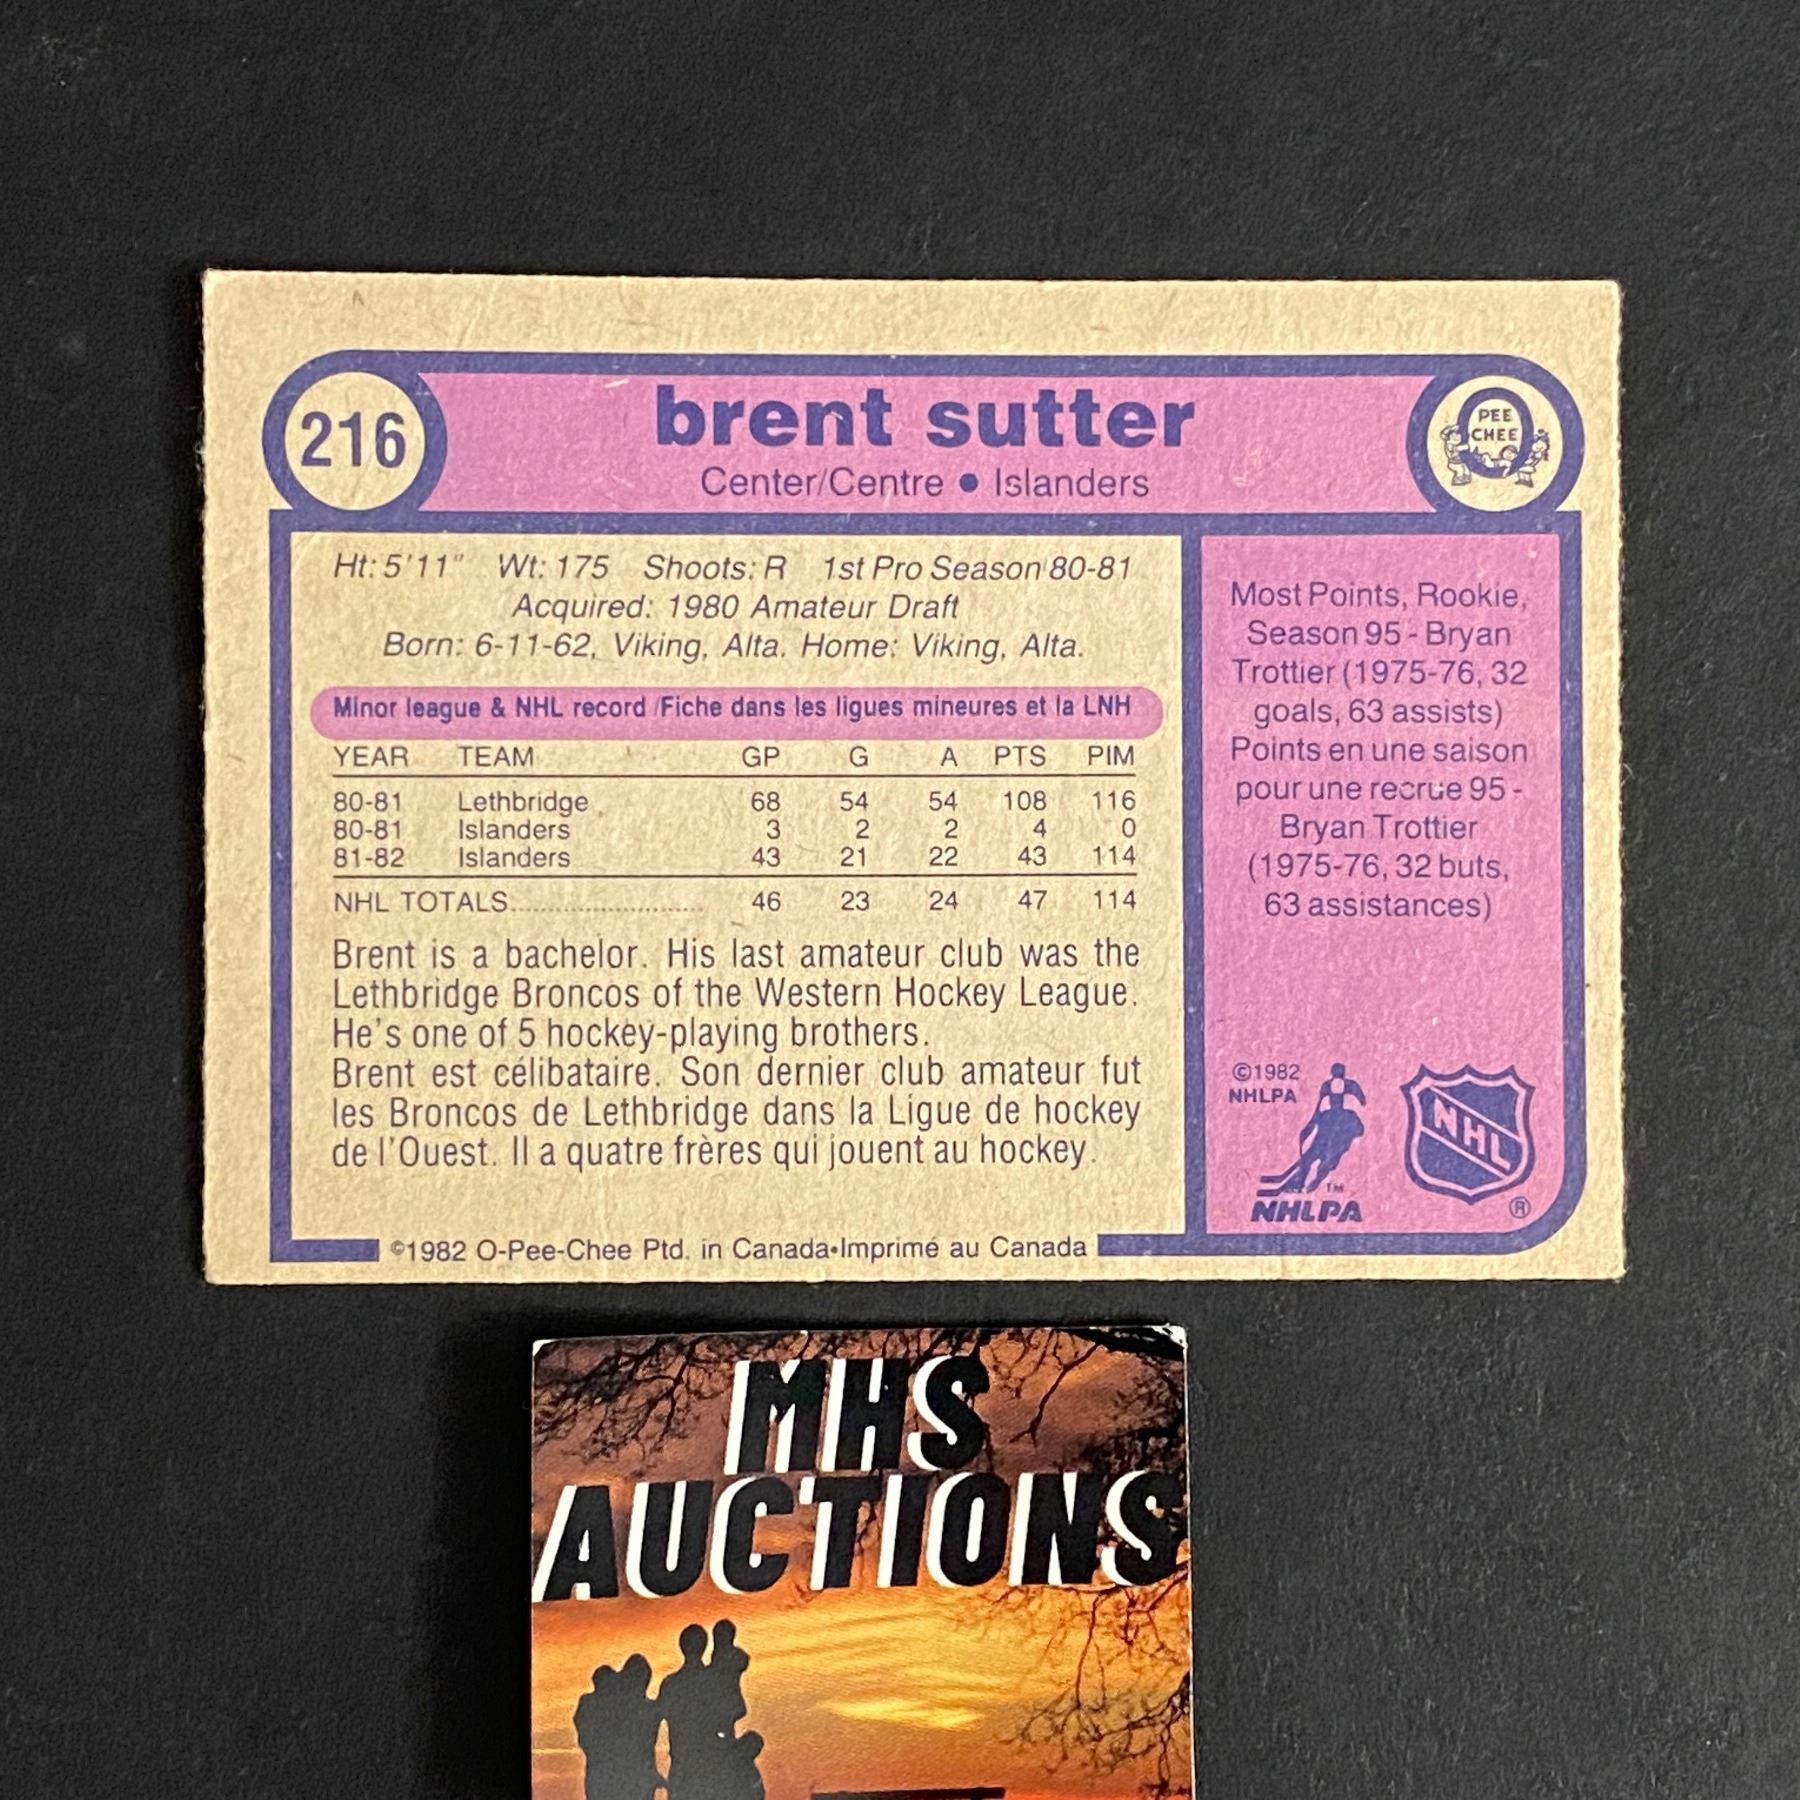 216
brent sutter
Center/Centre • Islanders
PEE
CHEE
Ht: 5'11" Wt: 175 Shoots: R 1st Pro Season 80-81
Acquired: 1980 Amateur Draft
Born: 6-11-62, Viking, Alta. Home: Viking, Alta.
Minor league & NHL record /Fiche dans les ligues mineures et la LNH
YEAR TEAM GP G A PTS PIM
80-81 Lethbridge 68 54 54 108 116
80-81 Islanders 3 2 2 4 0
81-82 Islanders 43 21 22 43 114
NHL TOTALS........................... 46 23 24 47 114
Brent is a bachelor. His last amateur club was the
Lethbridge Broncos of the Western Hockey League.
He's one of 5 hockey-playing brothers.
Brent est célibataire. Son dernier club amateur fut
les Broncos de Lethbridge dans la Ligue de hockey
de l'Ouest. Il a quatre frères qui jouent au hockey.
Most Points, Rookie,
Season 95 - Bryan
Trottier (1975-76, 32
goals, 63 assists)
Points en une saison
pour une recrue 95 -
Bryan Trottier
(1975-76, 32 buts,
63 assistances)
©1982
NHLPA
TM
NHLPA
NHL
®
©1982 O-Pee-Chee Ptd. in Canada•Imprimé au Canada
MHS
AUCTIONS